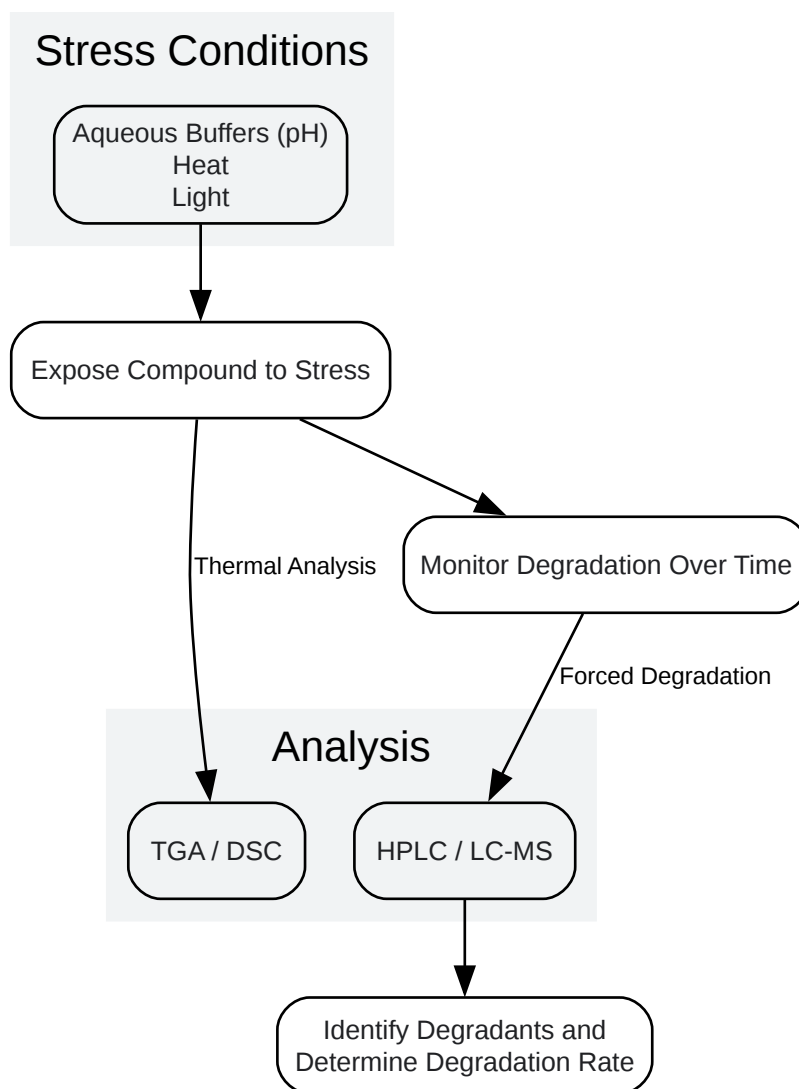 Stress Conditions
Aqueous Buffers (pH)
Heat
Light
Expose Compound to Stress
Thermal Analysis
Monitor Degradation Over Time
Forced Degradation
Analysis
TGA / DSC
HPLC / LC-MS
Identify Degradants and
Determine Degradation Rate